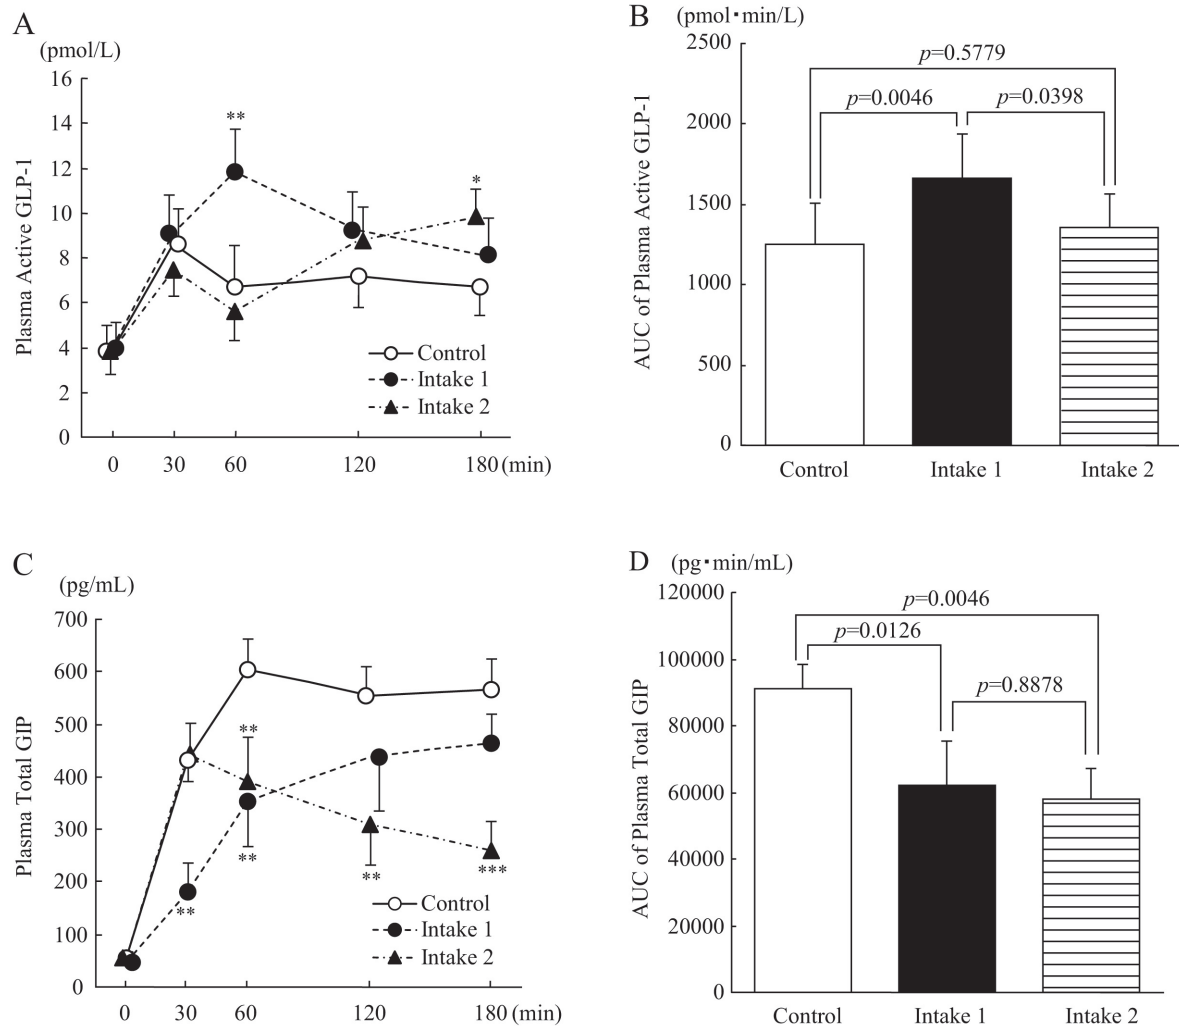 A
(pmol/L)
Plasma Active GLP-1
16
14
12
10
8
6
4
2
0
**
*
Control
Intake 1
Intake 2
0 30 60 120 180 (min)
B
(pmol・min/L)
AUC of Plasma Active GLP-1
2500
2000
1500
1000
500
0
p=0.5779
p=0.0046
p=0.0398
Control Intake 1 Intake 2
C
(pg/mL)
Plasma Total GIP
700
600
500
400
300
200
100
0
**
**
**
**
***
Control
Intake 1
Intake 2
0 30 60 120 180 (min)
D
(pg・min/mL)
AUC of Plasma Total GIP
120000
100000
80000
60000
40000
20000
0
p=0.0046
p=0.0126
p=0.8878
Control Intake 1 Intake 2